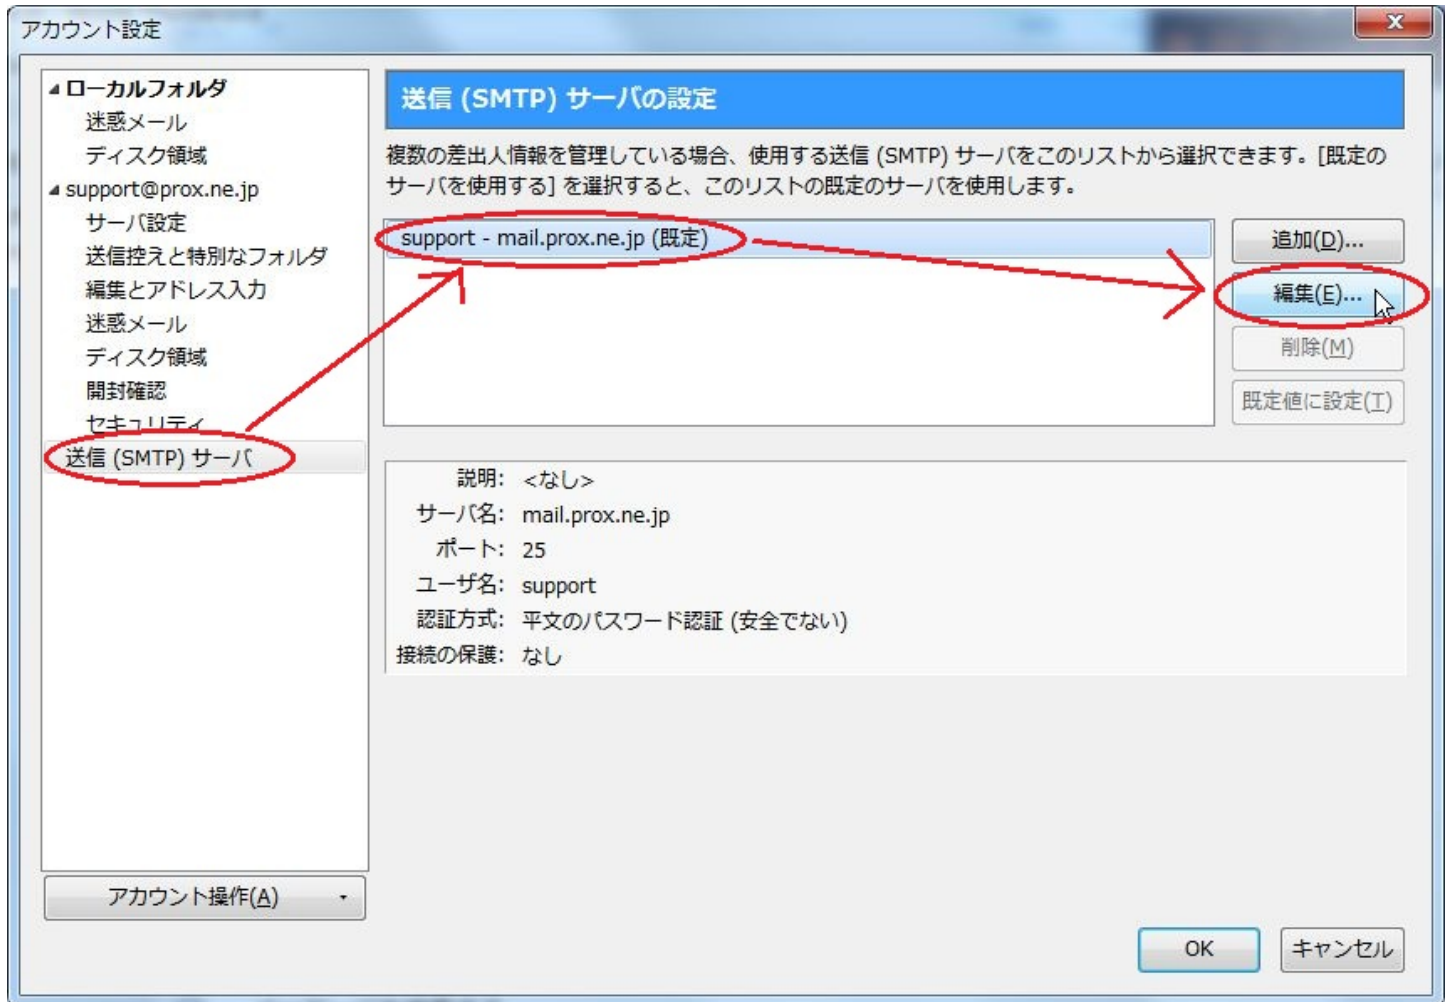 アカウント設定
ローカルフォルダ
迷惑メール
ディスク領域
support@prox.ne.jp
サーバ設定
送信控えと特別なフォルダ
編集とアドレス入力
迷惑メール
ディスク領域
開封確認
セキュリティ
送信 (SMTP) サーバ
アカウント操作(A)
送信 (SMTP) サーバの設定
複数の差出人情報を管理している場合、使用する送信 (SMTP) サーバをこのリストから選択できます。[既定の
サーバを使用する] を選択すると、このリストの既定のサーバを使用します。
support - mail.prox.ne.jp (既定)
追加(D)...
編集(E)...
削除(M)
既定値に設定(T)
説明: <なし>
サーバ名: mail.prox.ne.jp
ポート: 25
ユーザ名: support
認証方式: 平文のパスワード認証 (安全でない)
接続の保護: なし
OK
キャンセル